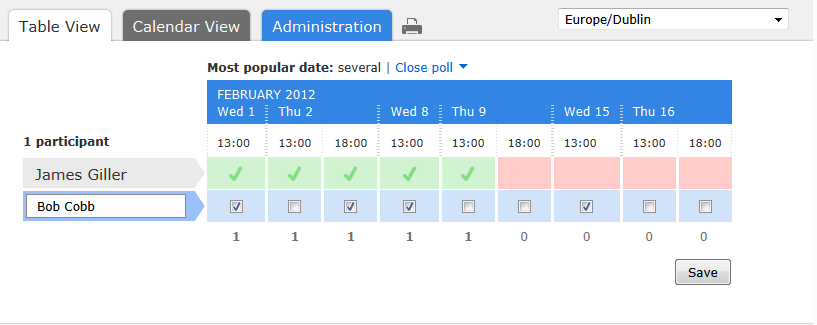 Table View Calendar View Administration Europe/Dublin
Most popular date: several | Close poll
FEBRUARY 2012
Wed 1 Thu 2 Wed 8 Thu 9 Wed 15 Thu 16
1 participant 13:00 13:00 18:00 13:00 13:00 18:00 13:00 13:00 18:00
James Giller
Bob Cobb
1 1 1 1 1 0 0 0 0
Save